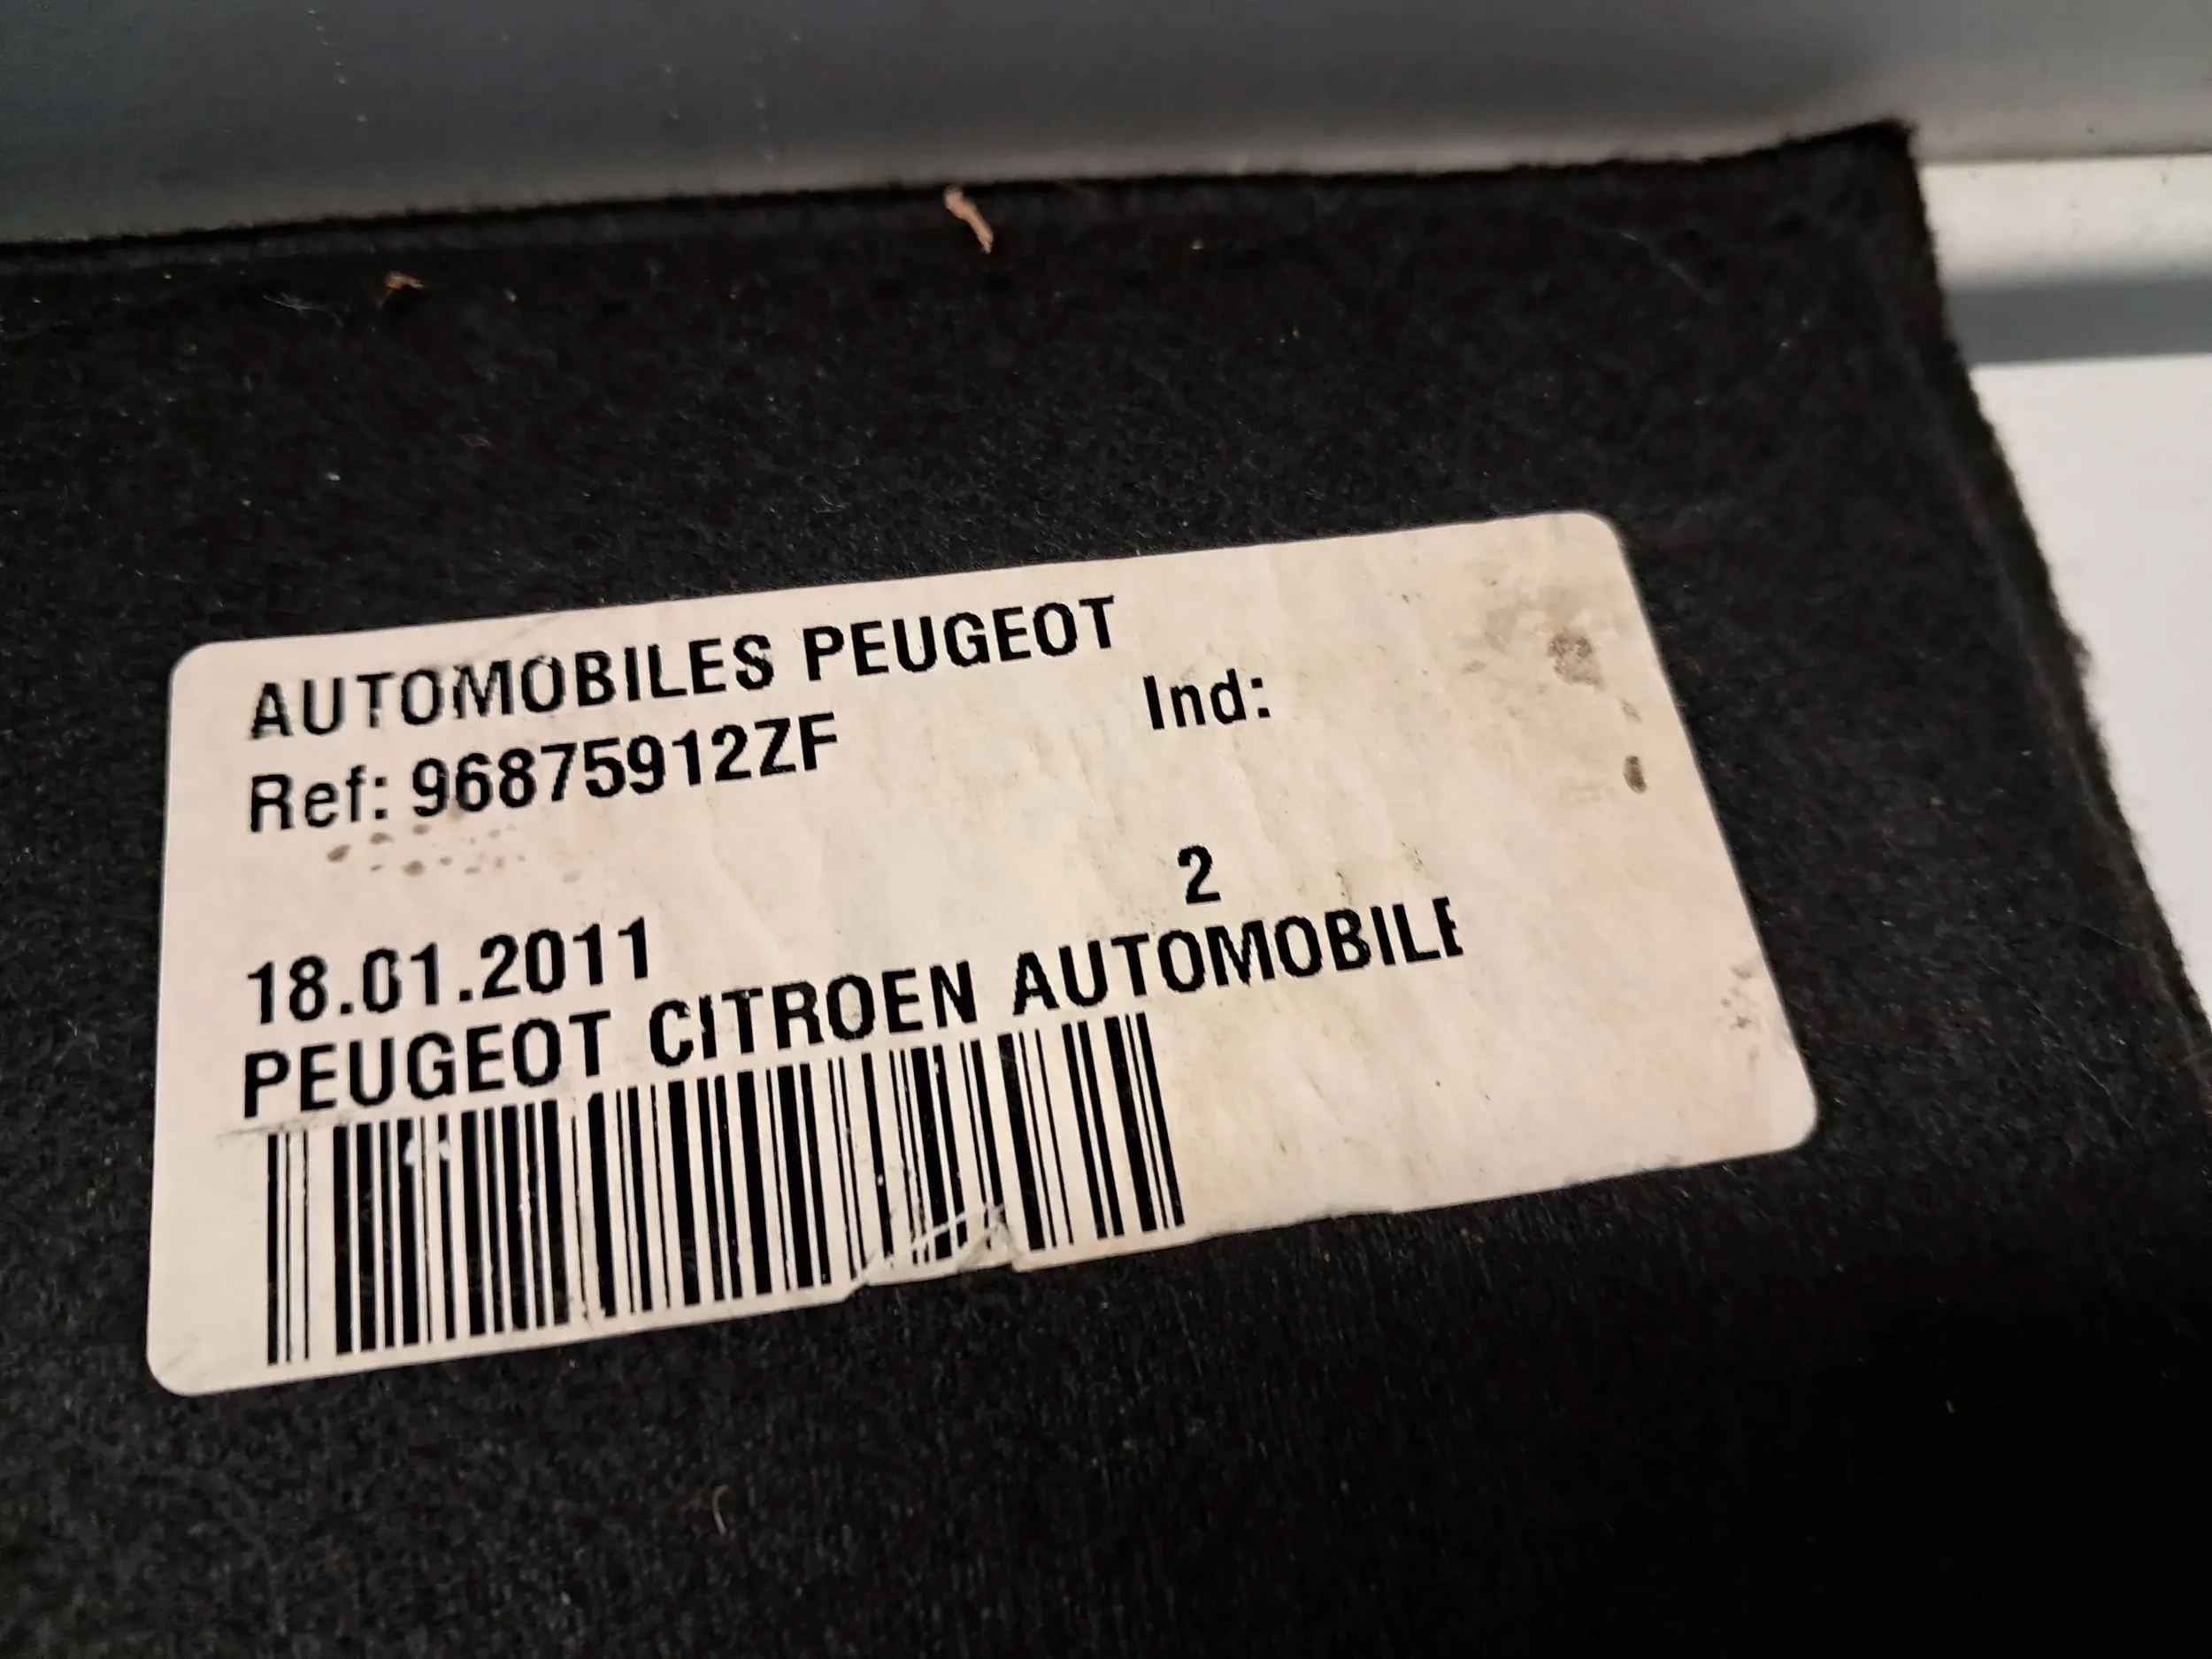 AUTOMOBILES PEUGEOT
Ref: 96875912ZF Ind:
18.01.2011 2
PEUGEOT CITROEN AUTOMOBILE